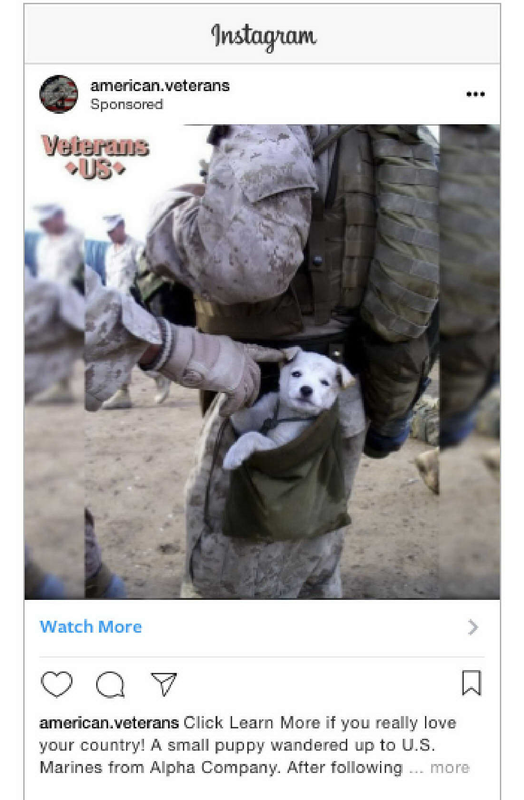 Instagram
american.veterans
Sponsored
Veterans
US
Watch More
american.veterans Click Learn More if you really love
your country! A small puppy wandered up to U.S.
Marines from Alpha Company. After following ... more